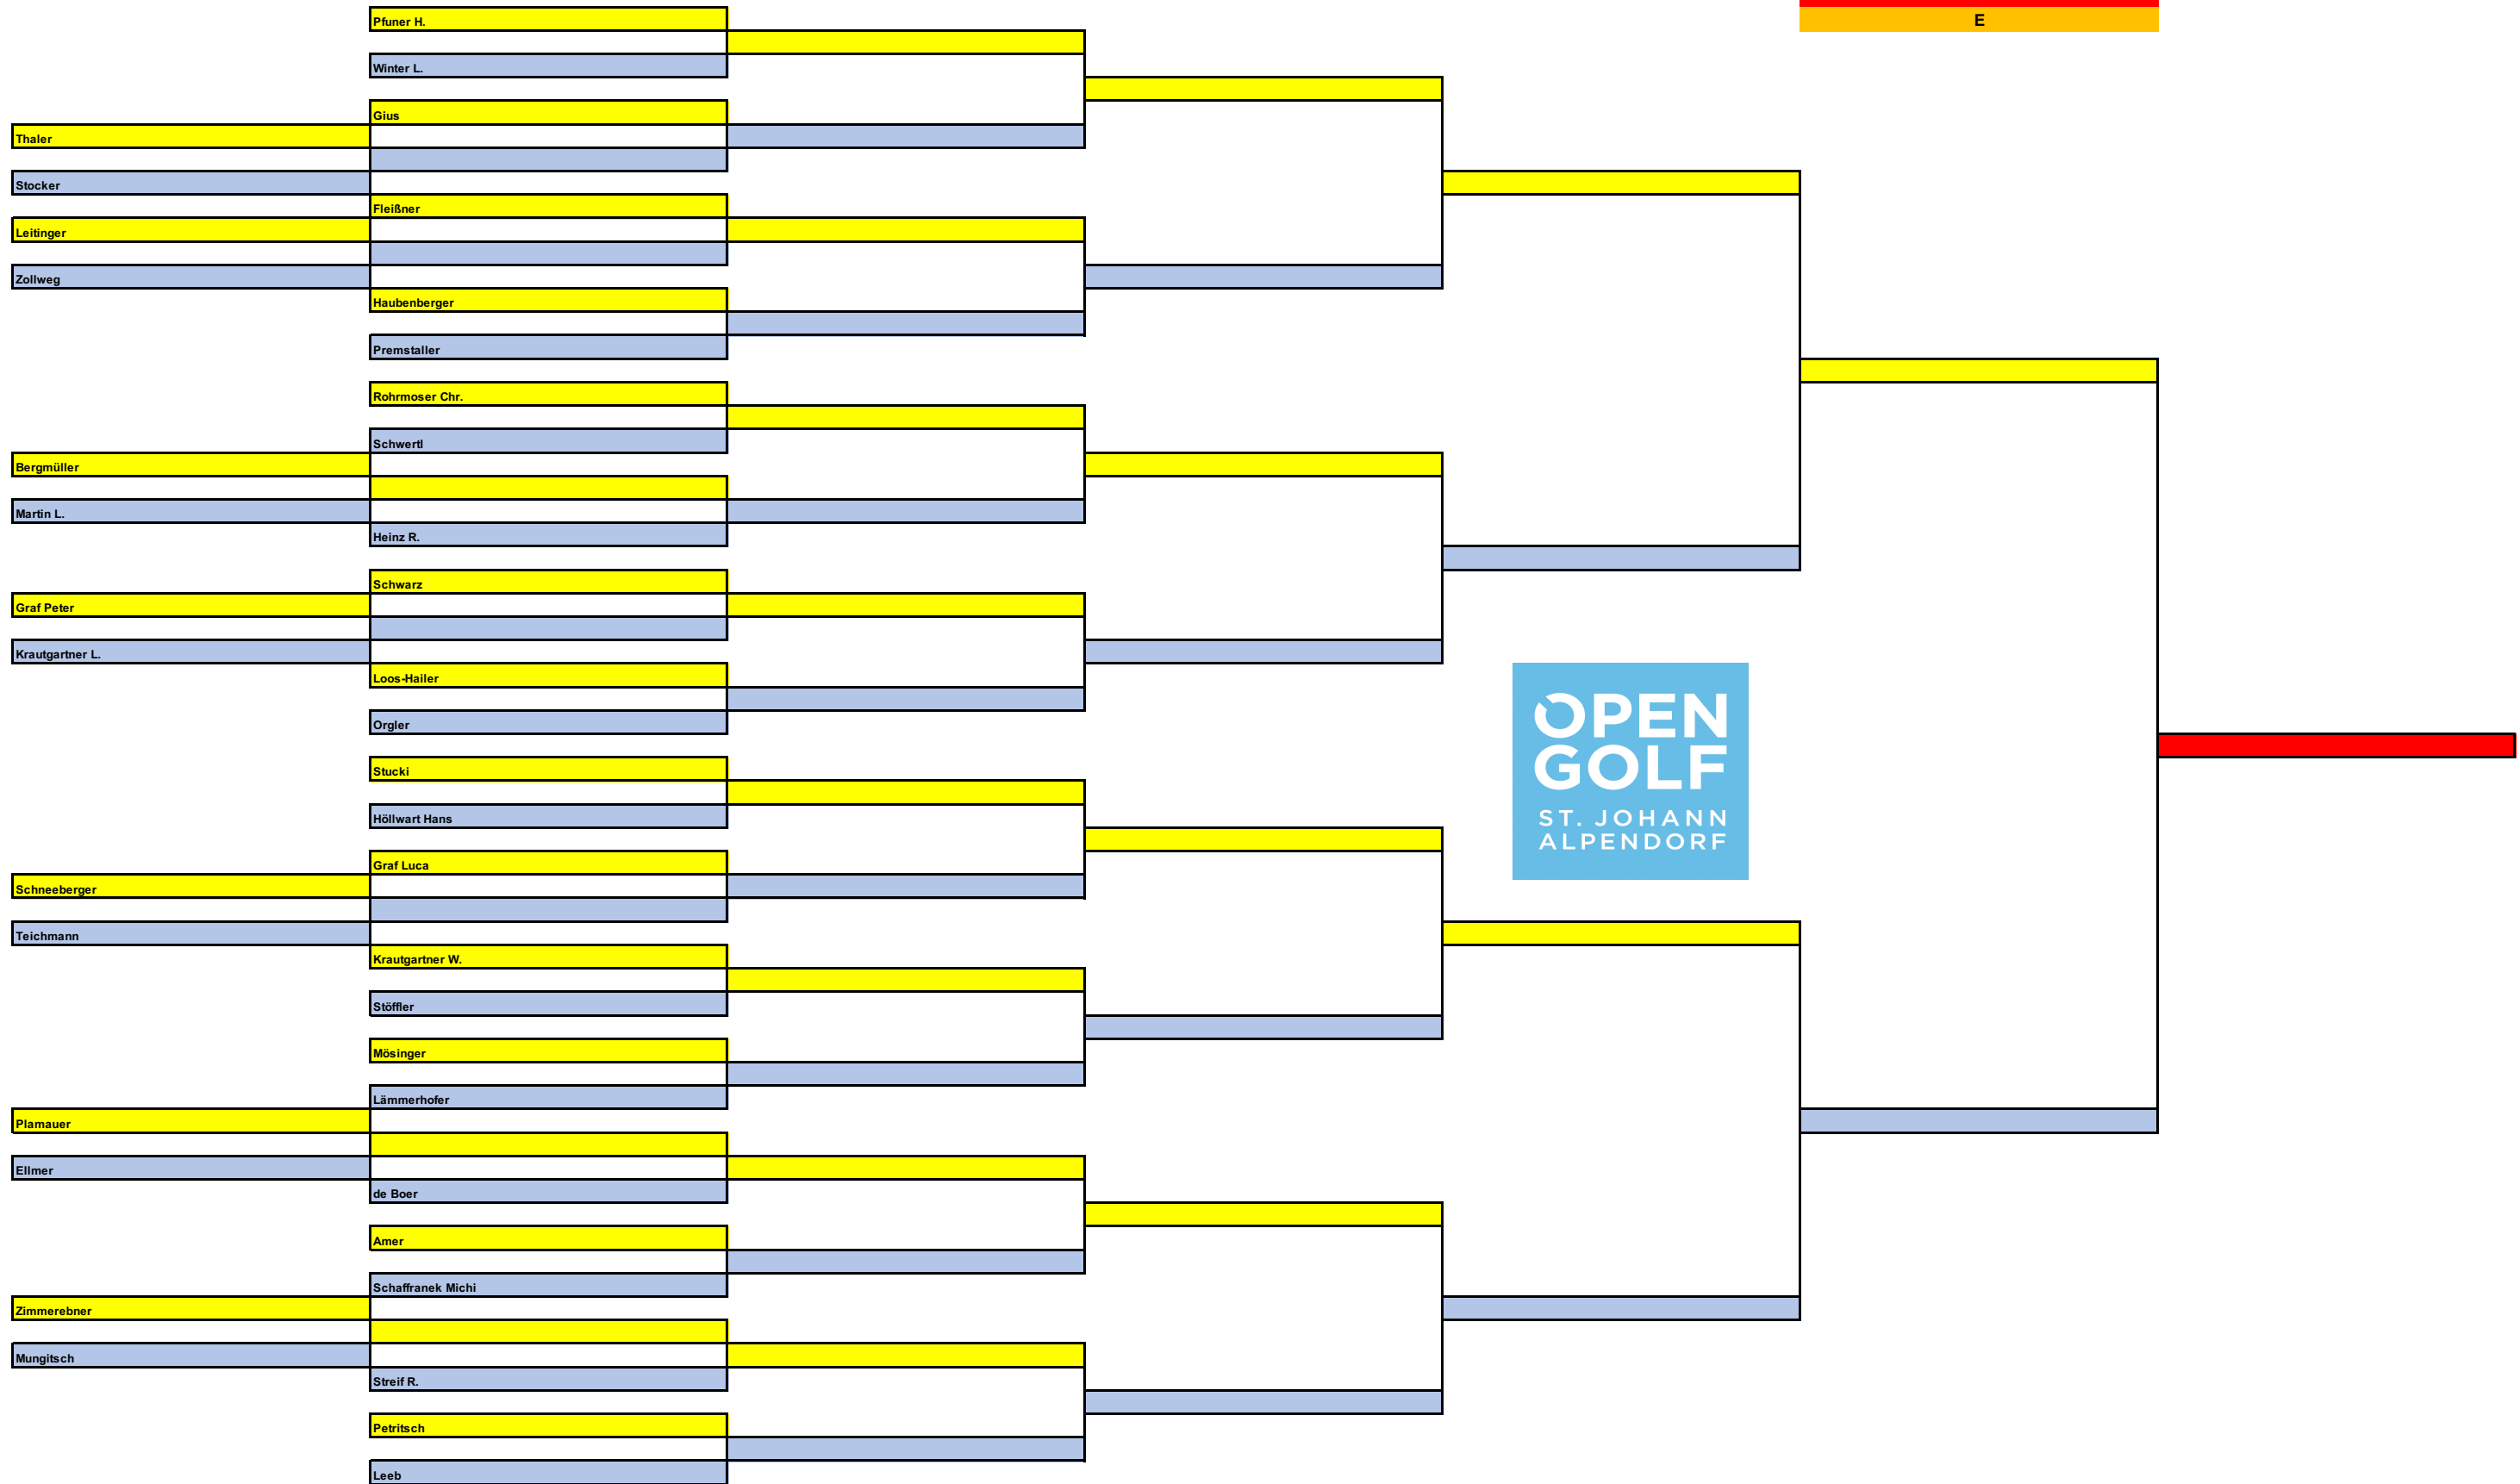 E
Pfuner H.
Winter L.
Gius
Thaler
Stocker
Fleißner
Leitinger
Zollweg
Haubenberger
Premstaller
Rohrmoser Chr.
Schwertl
Bergmüller
Martin L.
Heinz R.
Schwarz
Graf Peter
Krautgartner L.
Loos-Hailer
Orgler
OPEN
GOLF
ST. JOHANN
ALPENDORF
Stucki
Höllwart Hans
Graf Luca
Schneeberger
Teichmann
Krautgartner W.
Stöffler
Mösinger
Lämmerhofer
Plamauer
Ellmer
de Boer
Amer
Schaffranek Michi
Zimmerebner
Mungitsch
Streif R.
Petritsch
Leeb